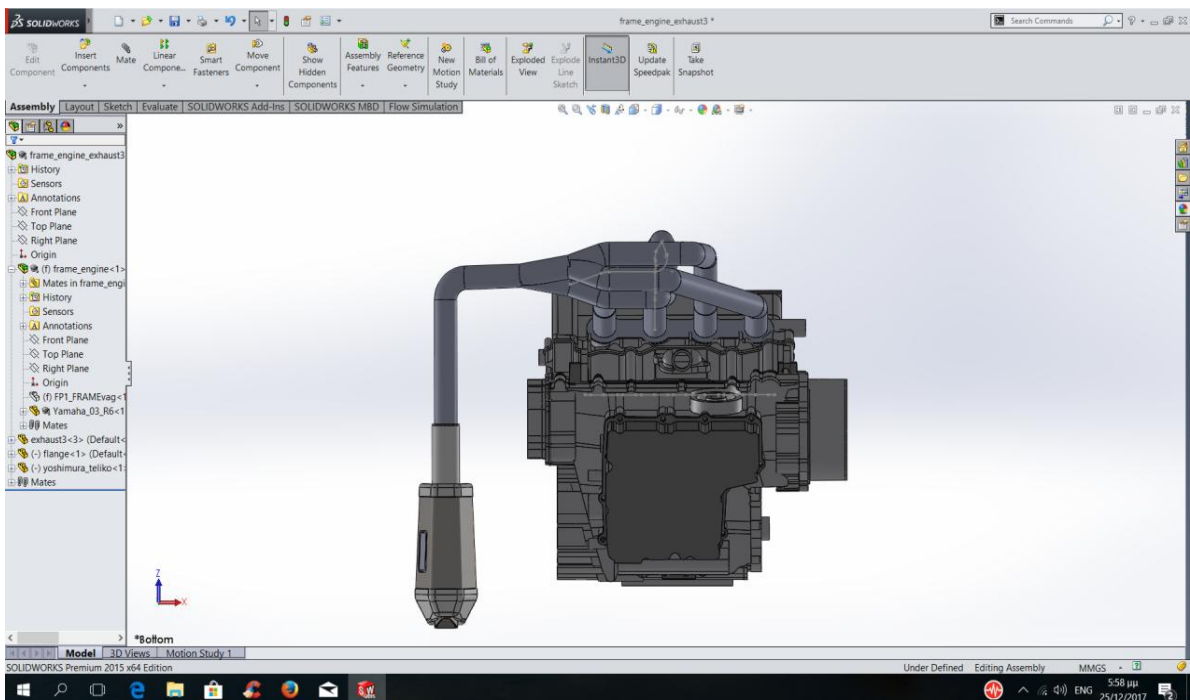 SOLIDWORKS
frame_engine_exhaust3 *
Search Commands
Edit Component
Insert Components
Mate
Linear Compone...
Smart Fasteners
Move Component
Show Hidden Components
Assembly Features
Reference Geometry
New Motion Study
Bill of Materials
Exploded View
Explode Line Sketch
Instant3D
Update Speedpak
Take Snapshot
Assembly Layout Sketch Evaluate SOLIDWORKS Add-Ins SOLIDWORKS MBD Flow Simulation
frame_engine_exhaust3
History
Sensors
Annotations
Front Plane
Top Plane
Right Plane
Origin
(f) frame_engine<1>
Mates in frame_engi
History
Sensors
Annotations
Front Plane
Top Plane
Right Plane
Origin
(f) FP1_FRAMEvag<1
Yamaha_03_R6<1
Mates
exhaust3<3> (Default<
(-) flange<1> (Default-
(-) yoshimura_teliko<1>
Mates
Z
X
*Bottom
Model 3D Views Motion Study 1
SOLIDWORKS Premium 2015 x64 Edition
Under Defined Editing Assembly MMGS
ENG
5:58 μμ
25/12/2017